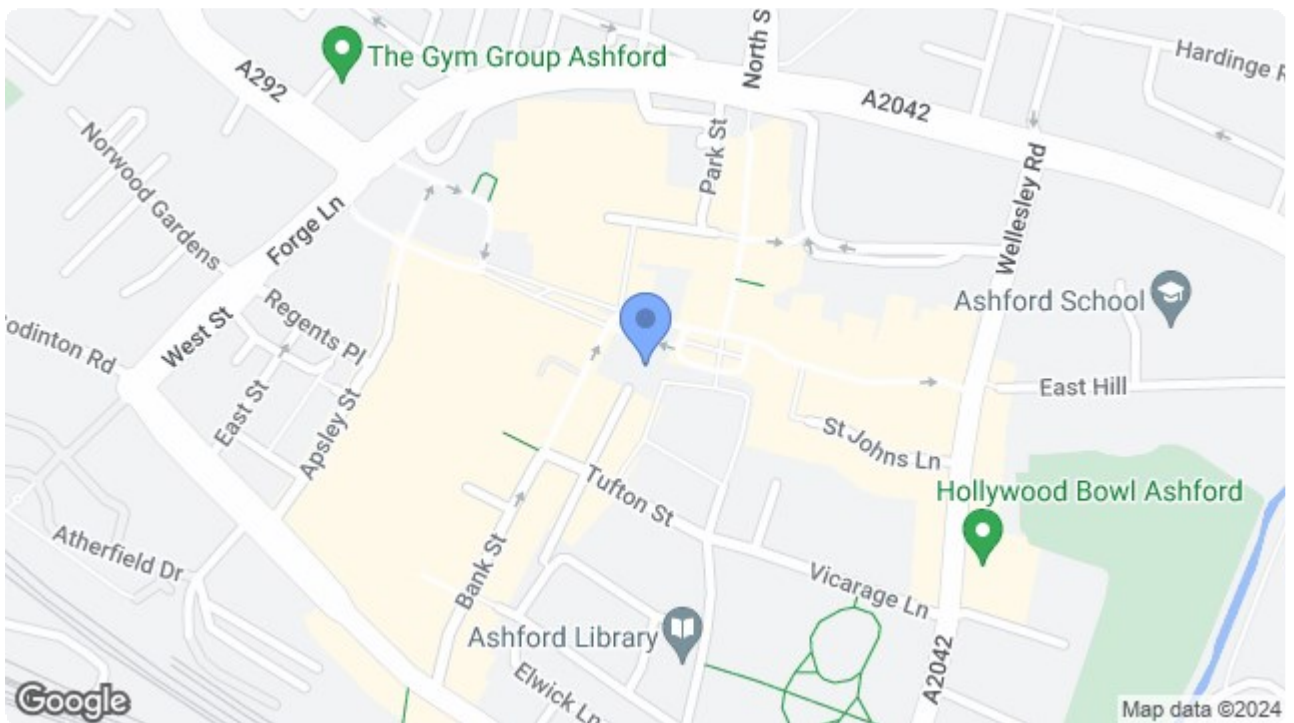 North S
Hardinge R
The Gym Group Ashford
A292
A2042
Park St
Norwood Gardens
Wellesley Rd
Forge Ln
Ashford School
Regents Pl
odinton Rd
West St
East St
Apsley St
East Hill
St Johns Ln
Hollywood Bowl Ashford
Tufton St
Atherfield Dr
Bank St
Vicarage Ln
Ashford Library
A2042
Elwick Ln
Google
Map data ©2024